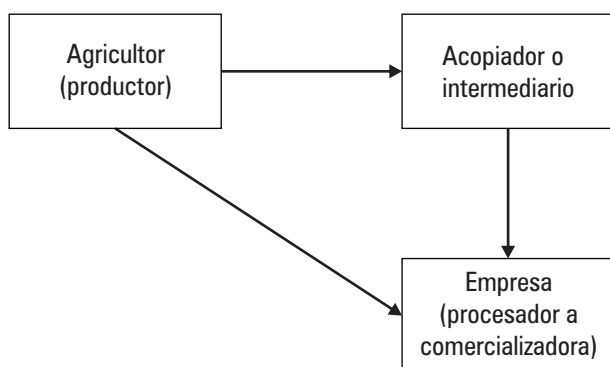 Agricultor
(productor)
Acopiador o
intermediario
Empresa
(procesador a
comercializadora)